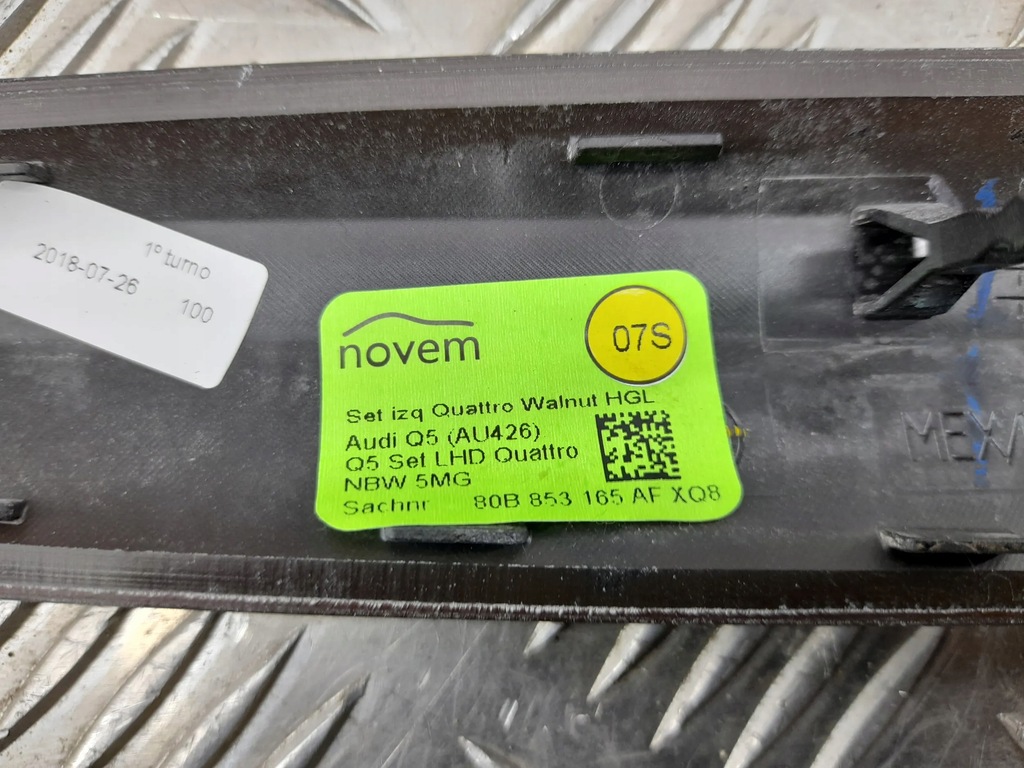 1º turno
2018-07-26
100
novem
07S
Set izq Quattro Walnut HGL
Audi Q5 (AU426)
Q5 Set LHD Quattro
NBW 5MG
Sachnr 80B 853 165 AF XQ8